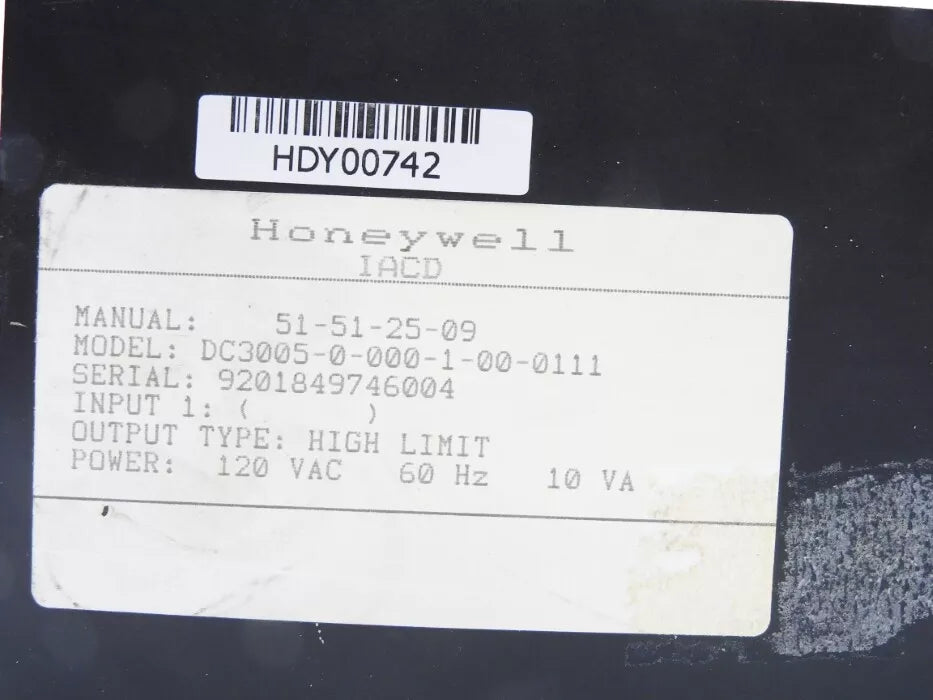 HDY00742
Honeywell
IACD
MANUAL: 51-51-25-09
MODEL: DC3005-0-000-1-00-0111
SERIAL: 9201849746004
INPUT 1: ( )
OUTPUT TYPE: HIGH LIMIT
POWER: 120 VAC 60 Hz 10 VA